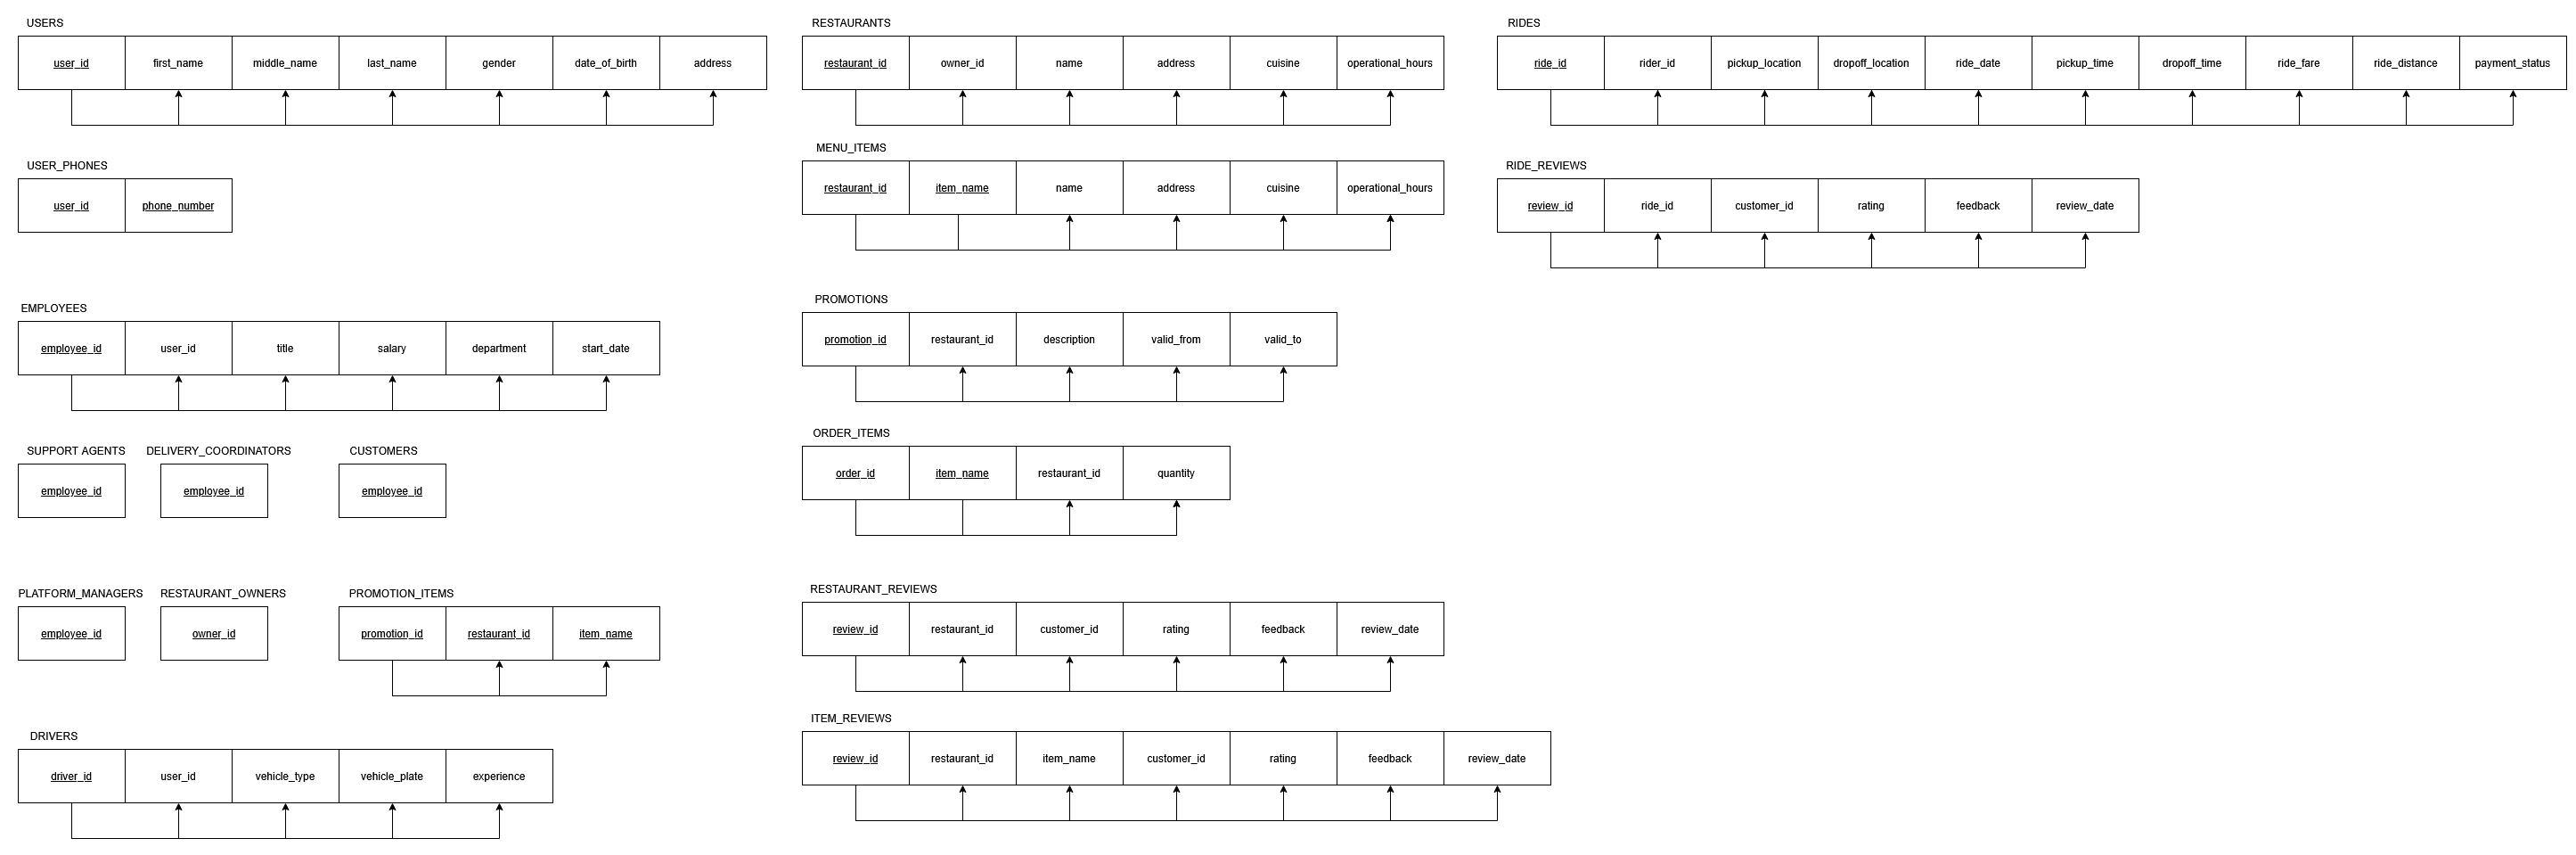 USERS
user_id first_name middle_name last_name gender date_of_birth address
USER_PHONES
user_id phone_number
EMPLOYEES
employee_id user_id title salary department start_date
SUPPORT AGENTS DELIVERY_COORDINATORS CUSTOMERS
employee_id employee_id employee_id
PLATFORM_MANAGERS RESTAURANT_OWNERS PROMOTION_ITEMS
employee_id owner_id promotion_id restaurant_id item_name
DRIVERS
driver_id user_id vehicle_type vehicle_plate experience
RESTAURANTS
restaurant_id owner_id name address cuisine operational_hours
MENU_ITEMS
restaurant_id item_name name address cuisine operational_hours
PROMOTIONS
promotion_id restaurant_id description valid_from valid_to
ORDER_ITEMS
order_id item_name restaurant_id quantity
RESTAURANT_REVIEWS
review_id restaurant_id customer_id rating feedback review_date
ITEM_REVIEWS
review_id restaurant_id item_name customer_id rating feedback review_date
RIDES
ride_id rider_id pickup_location dropoff_location ride_date pickup_time dropoff_time ride_fare ride_distance payment_status
RIDE_REVIEWS
review_id ride_id customer_id rating feedback review_date